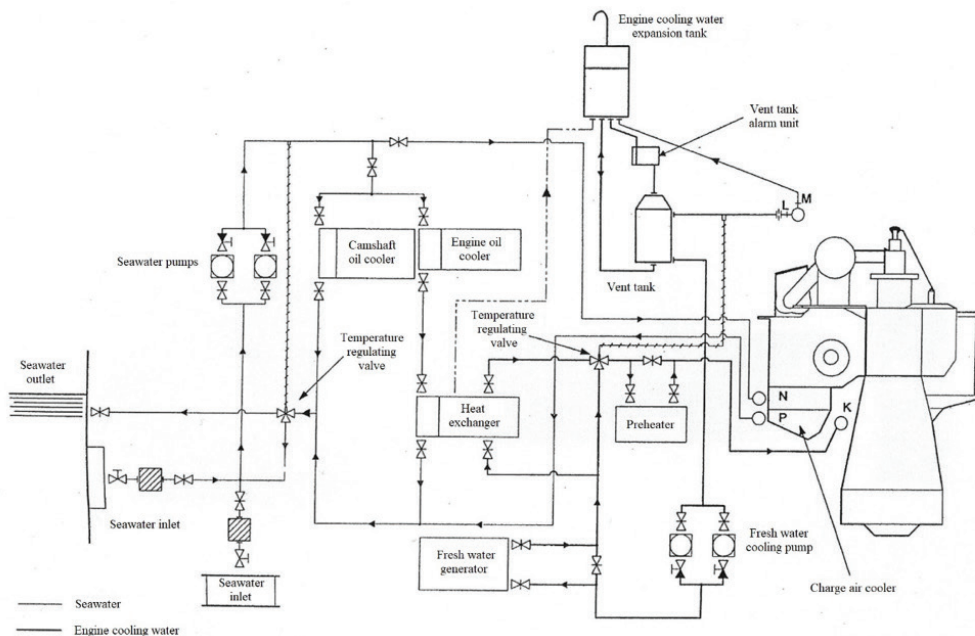 Engine cooling water
expansion tank
Vent tank
alarm unit
L
M
Seawater pumps
Camshaft
oil cooler
Engine oil
cooler
Vent tank
Temperature
regulating
valve
Temperature
regulating
valve
Seawater
outlet
Heat
exchanger
Preheater
N
P
K
Seawater inlet
Fresh water
generator
Fresh water
cooling pump
Charge air cooler
Seawater
inlet
Seawater
Engine cooling water